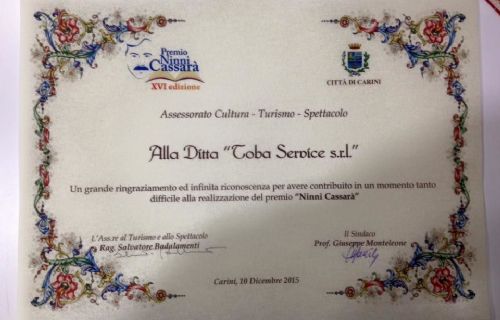 Premio
Ninni
Cassarà
XVI edizione
CITTÀ DI CARINI
Assessorato Cultura - Turismo - Spettacolo
Alla Ditta "Toba Service s.r.l."
Un grande ringraziamento ed infinita riconoscenza per avere contribuito in un momento tanto
difficile alla realizzazione del premio "Ninni Cassarà"
L'Ass.re al Turismo e allo Spettacolo
Rag. Salvatore Badalamenti
Il Sindaco
Prof. Giuseppe Monteleone
Carini, 10 Dicembre 2015